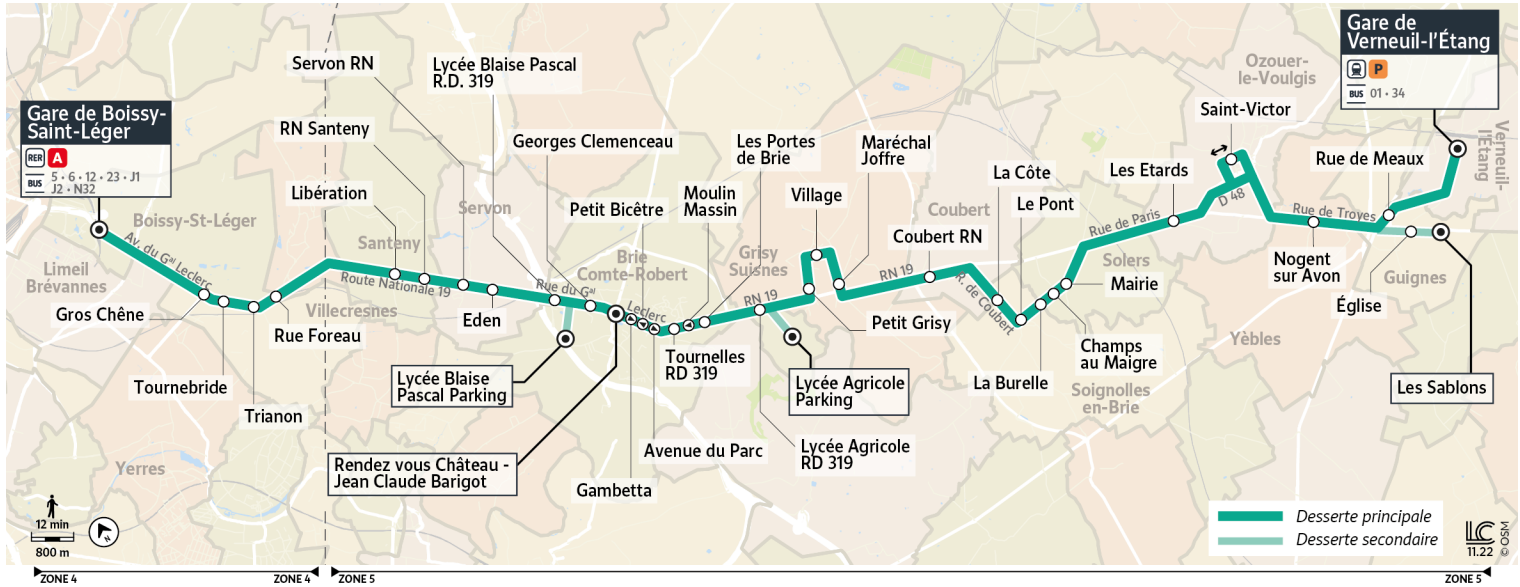 Gare de Boissy-
Saint-Léger
RER A
BUS 5 • 6 • 12 • 23 • J1
J2 • N32
Gare de
Verneuil-l'Étang
P
BUS 01 • 34
Servon RN
Lycée Blaise Pascal
R.D. 319
RN Santeny
Libération
Georges Clemenceau
Petit Bicêtre
Les Portes
de Brie
Moulin
Massin
Maréchal
Joffre
Village
La Côte
Le Pont
Coubert RN
Les Etards
Saint-Victor
Rue de Meaux
Ozouer-
le-Voulgis
Verneuil-
l'Étang
Boissy-St-Léger
Limeil
Brévannes
Santeny
Villecresnes
Servon
Brie
Comte-Robert
Grisy
Suisnes
Coubert
Solers
Soignolles
en-Brie
Yèbles
Guignes
Yerres
Av. du Gal Leclerc
Route Nationale 19
Rue du Gal
Leclerc
RN 19
RN 19
R. de Coubert
Rue de Paris
D 48
Rue de Troyes
Gros Chêne
Tournebride
Trianon
Rue Foreau
Eden
Lycée Blaise
Pascal Parking
Rendez vous Château -
Jean Claude Barigot
Gambetta
Avenue du Parc
Tournelles
RD 319
Lycée Agricole
Parking
Lycée Agricole
RD 319
Petit Grisy
La Burelle
Champs
au Maigre
Mairie
Nogent
sur Avon
Église
Les Sablons
12 min
800 m
N
Desserte principale
Desserte secondaire
LC
11.22
© OSM
ZONE 4
ZONE 4
ZONE 5
ZONE 5